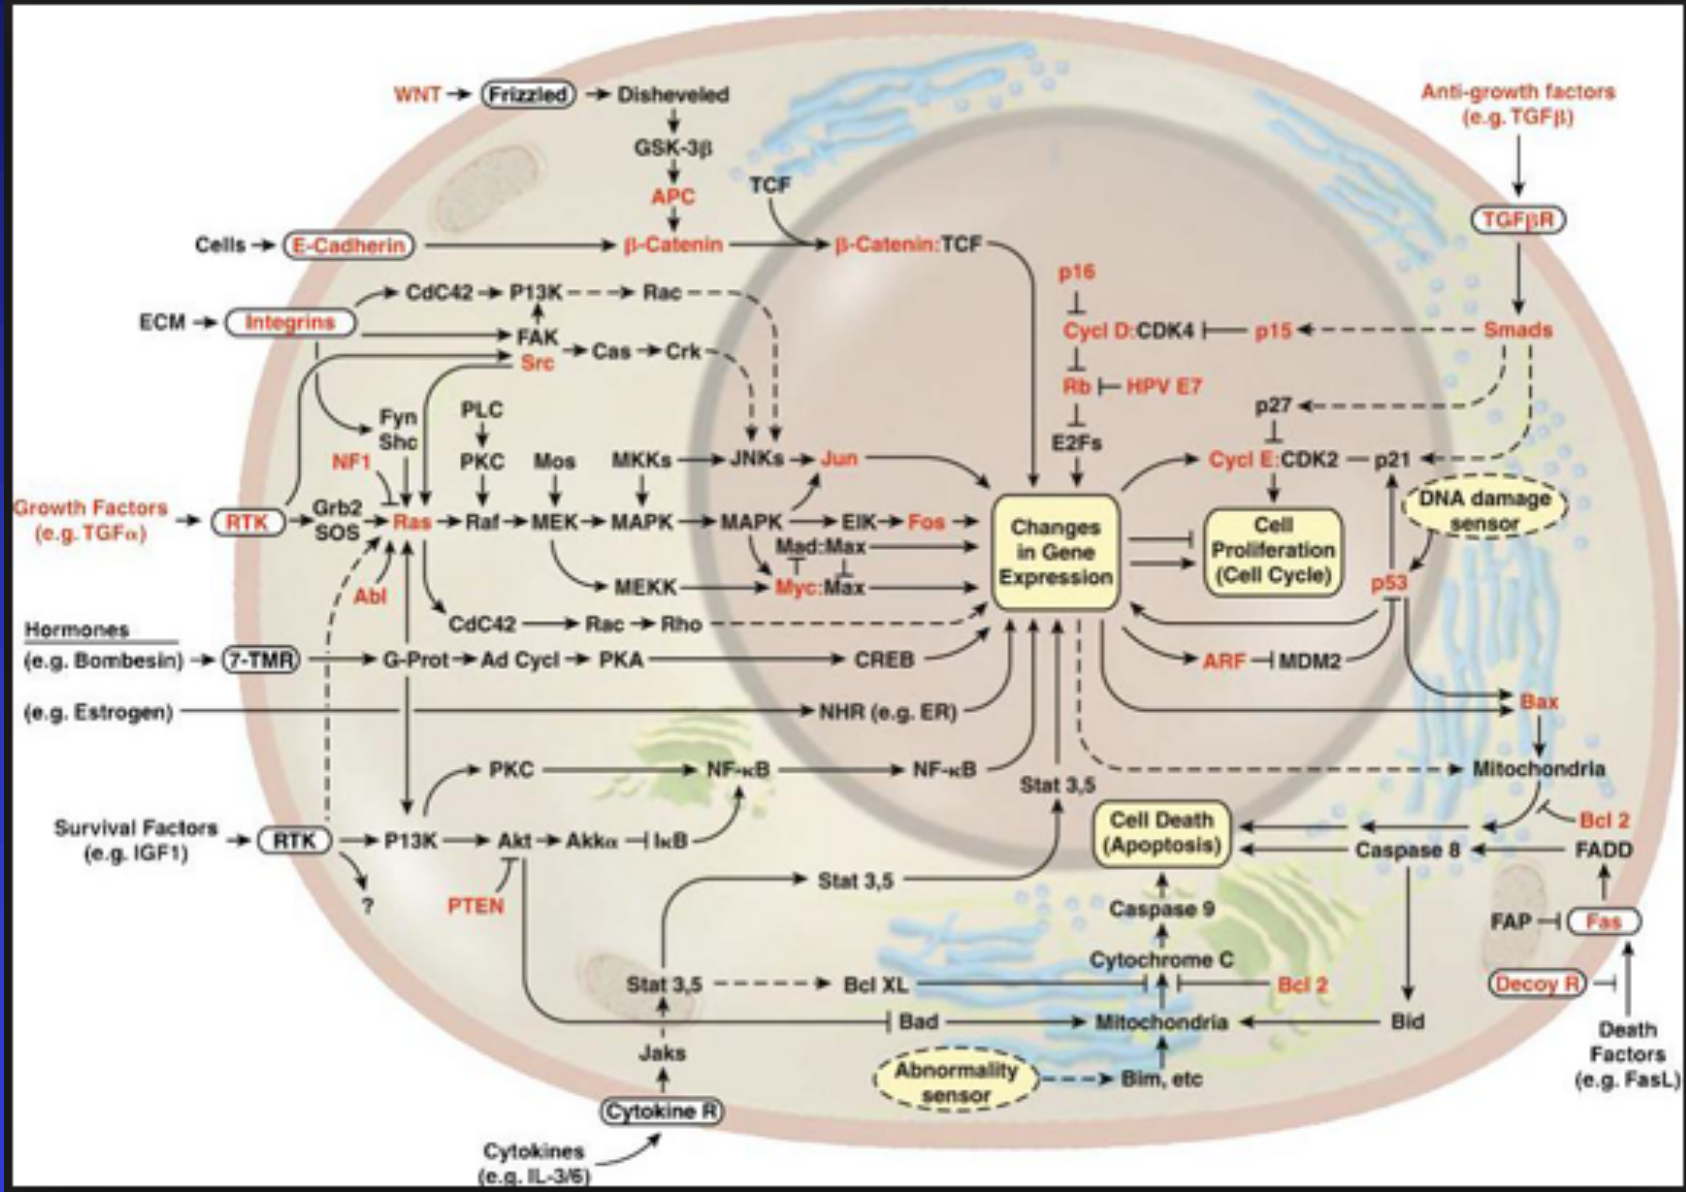 WNT
Frizzled
Disheveled
GSK-3β
APC
TCF
Cells
E-Cadherin
β-Catenin
β-Catenin:TCF
Anti-growth factors
(e.g. TGFβ)
TGFβR
Smads
ECM
Integrins
CdC42
P13K
Rac
FAK
Src
Cas
Crk
p16
Cycl D:CDK4
p15
Rb
HPV E7
E2Fs
p27
Cycl E:CDK2
p21
DNA damage
sensor
Fyn
Shc
PLC
NF1
PKC
Mos
MKKs
JNKs
Jun
Growth Factors
(e.g. TGFα)
RTK
Grb2
SOS
Ras
Raf
MEK
MAPK
MAPK
ElK
Fos
Mad:Max
Abl
MEKK
Myc:Max
Changes
in Gene
Expression
Cell
Proliferation
(Cell Cycle)
p53
CdC42
Rac
Rho
Hormones
(e.g. Bombesin)
7-TMR
G-Prot
Ad Cycl
PKA
CREB
ARF
MDM2
(e.g. Estrogen)
NHR (e.g. ER)
Bax
PKC
NF-κB
NF-κB
Stat 3,5
Mitochondria
Survival Factors
(e.g. IGF1)
RTK
P13K
Akt
Akkα
IκB
?
PTEN
Cell Death
(Apoptosis)
Bcl 2
Caspase 8
FADD
Stat 3,5
Caspase 9
FAP
Fas
Cytochrome C
Stat 3,5
Bcl XL
Bcl 2
Decoy R
Bad
Mitochondria
Bid
Death
Factors
(e.g. FasL)
Jaks
Abnormality
sensor
Bim, etc
Cytokine R
Cytokines
(e.g. IL-3/6)